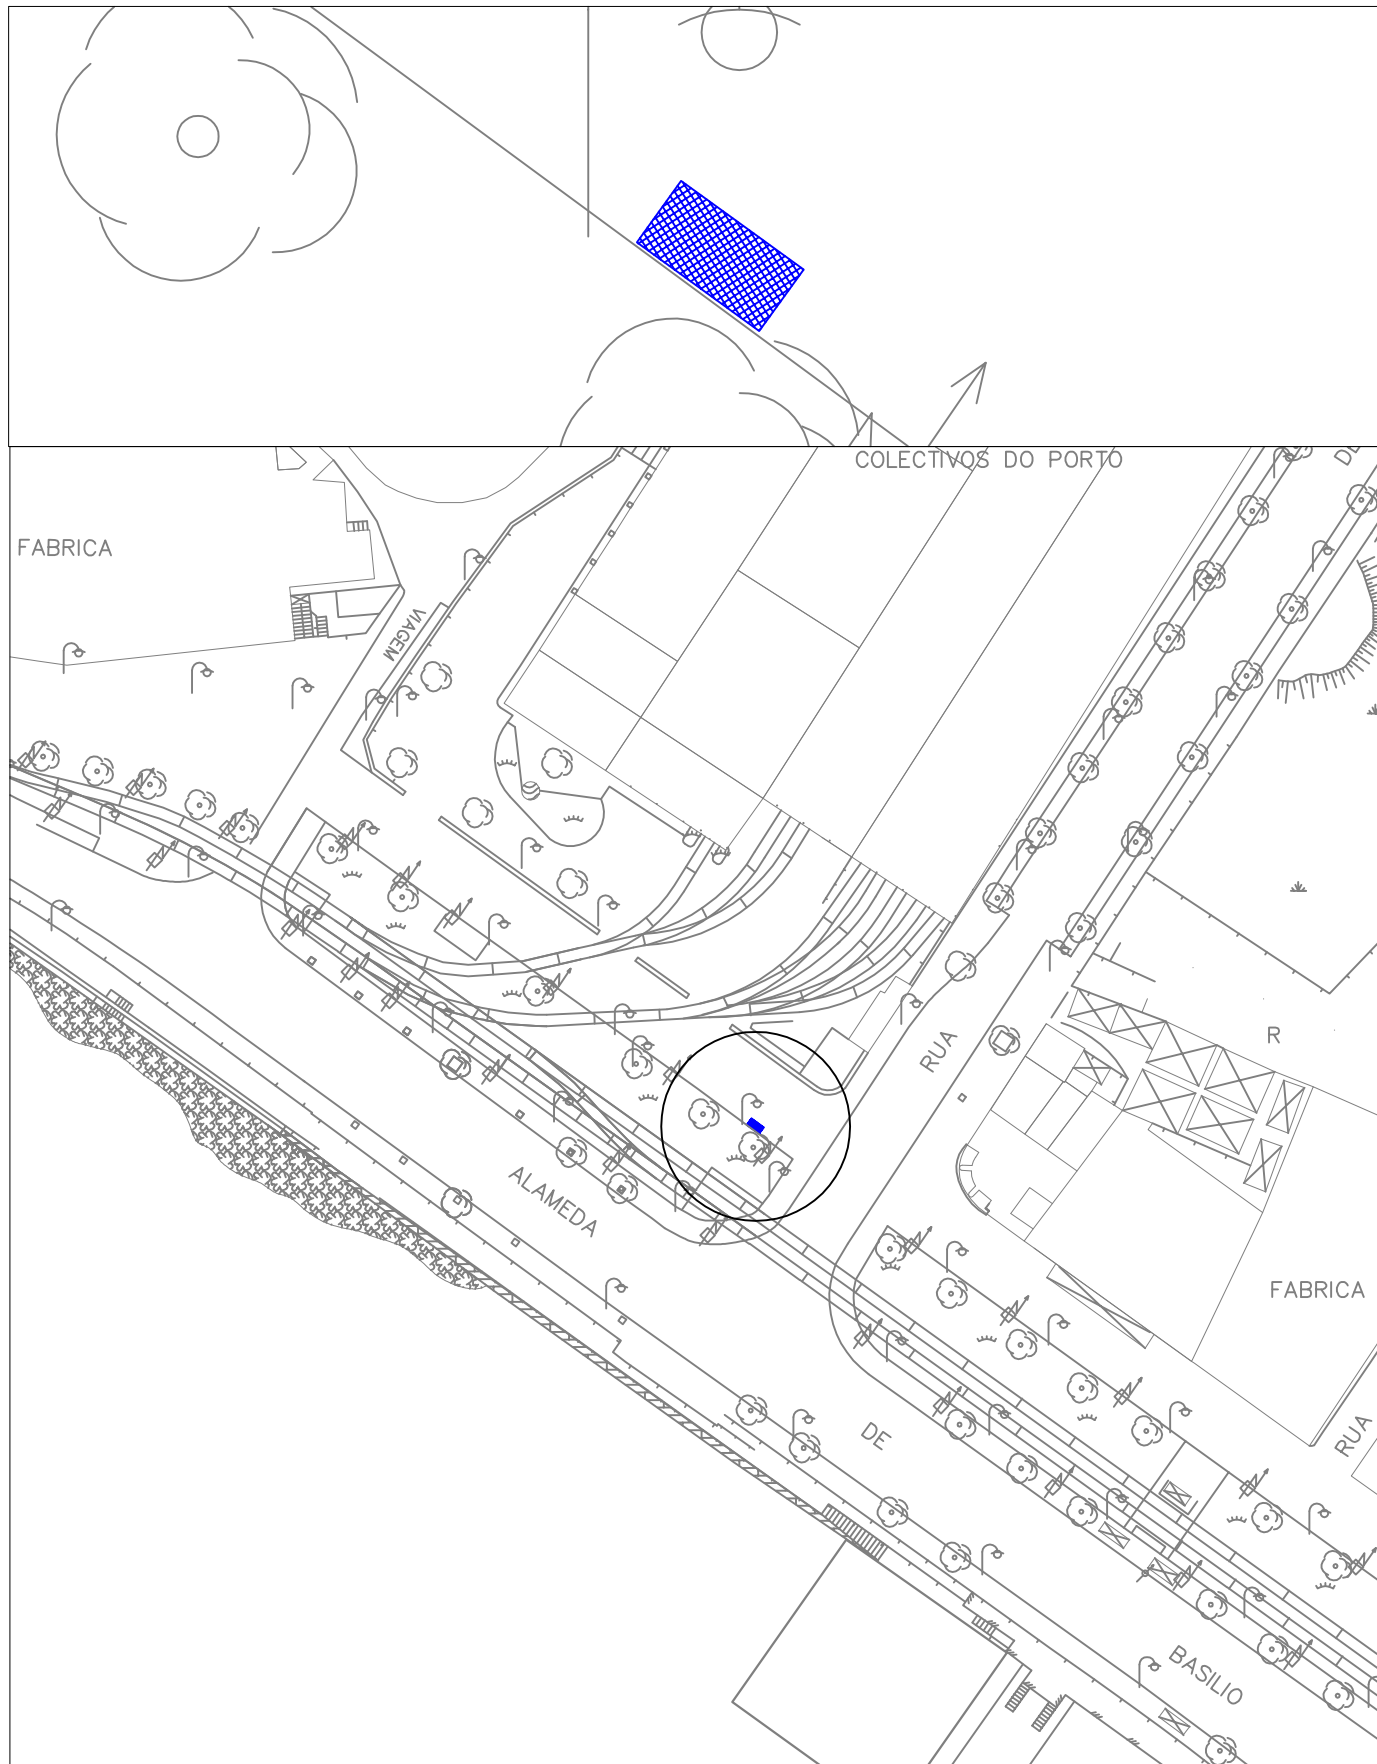 COLECTIVOS DO PORTO
FABRICA
VIAGEM
RUA
R
ALAMEDA
FABRICA
DE
RUA
BASILIO